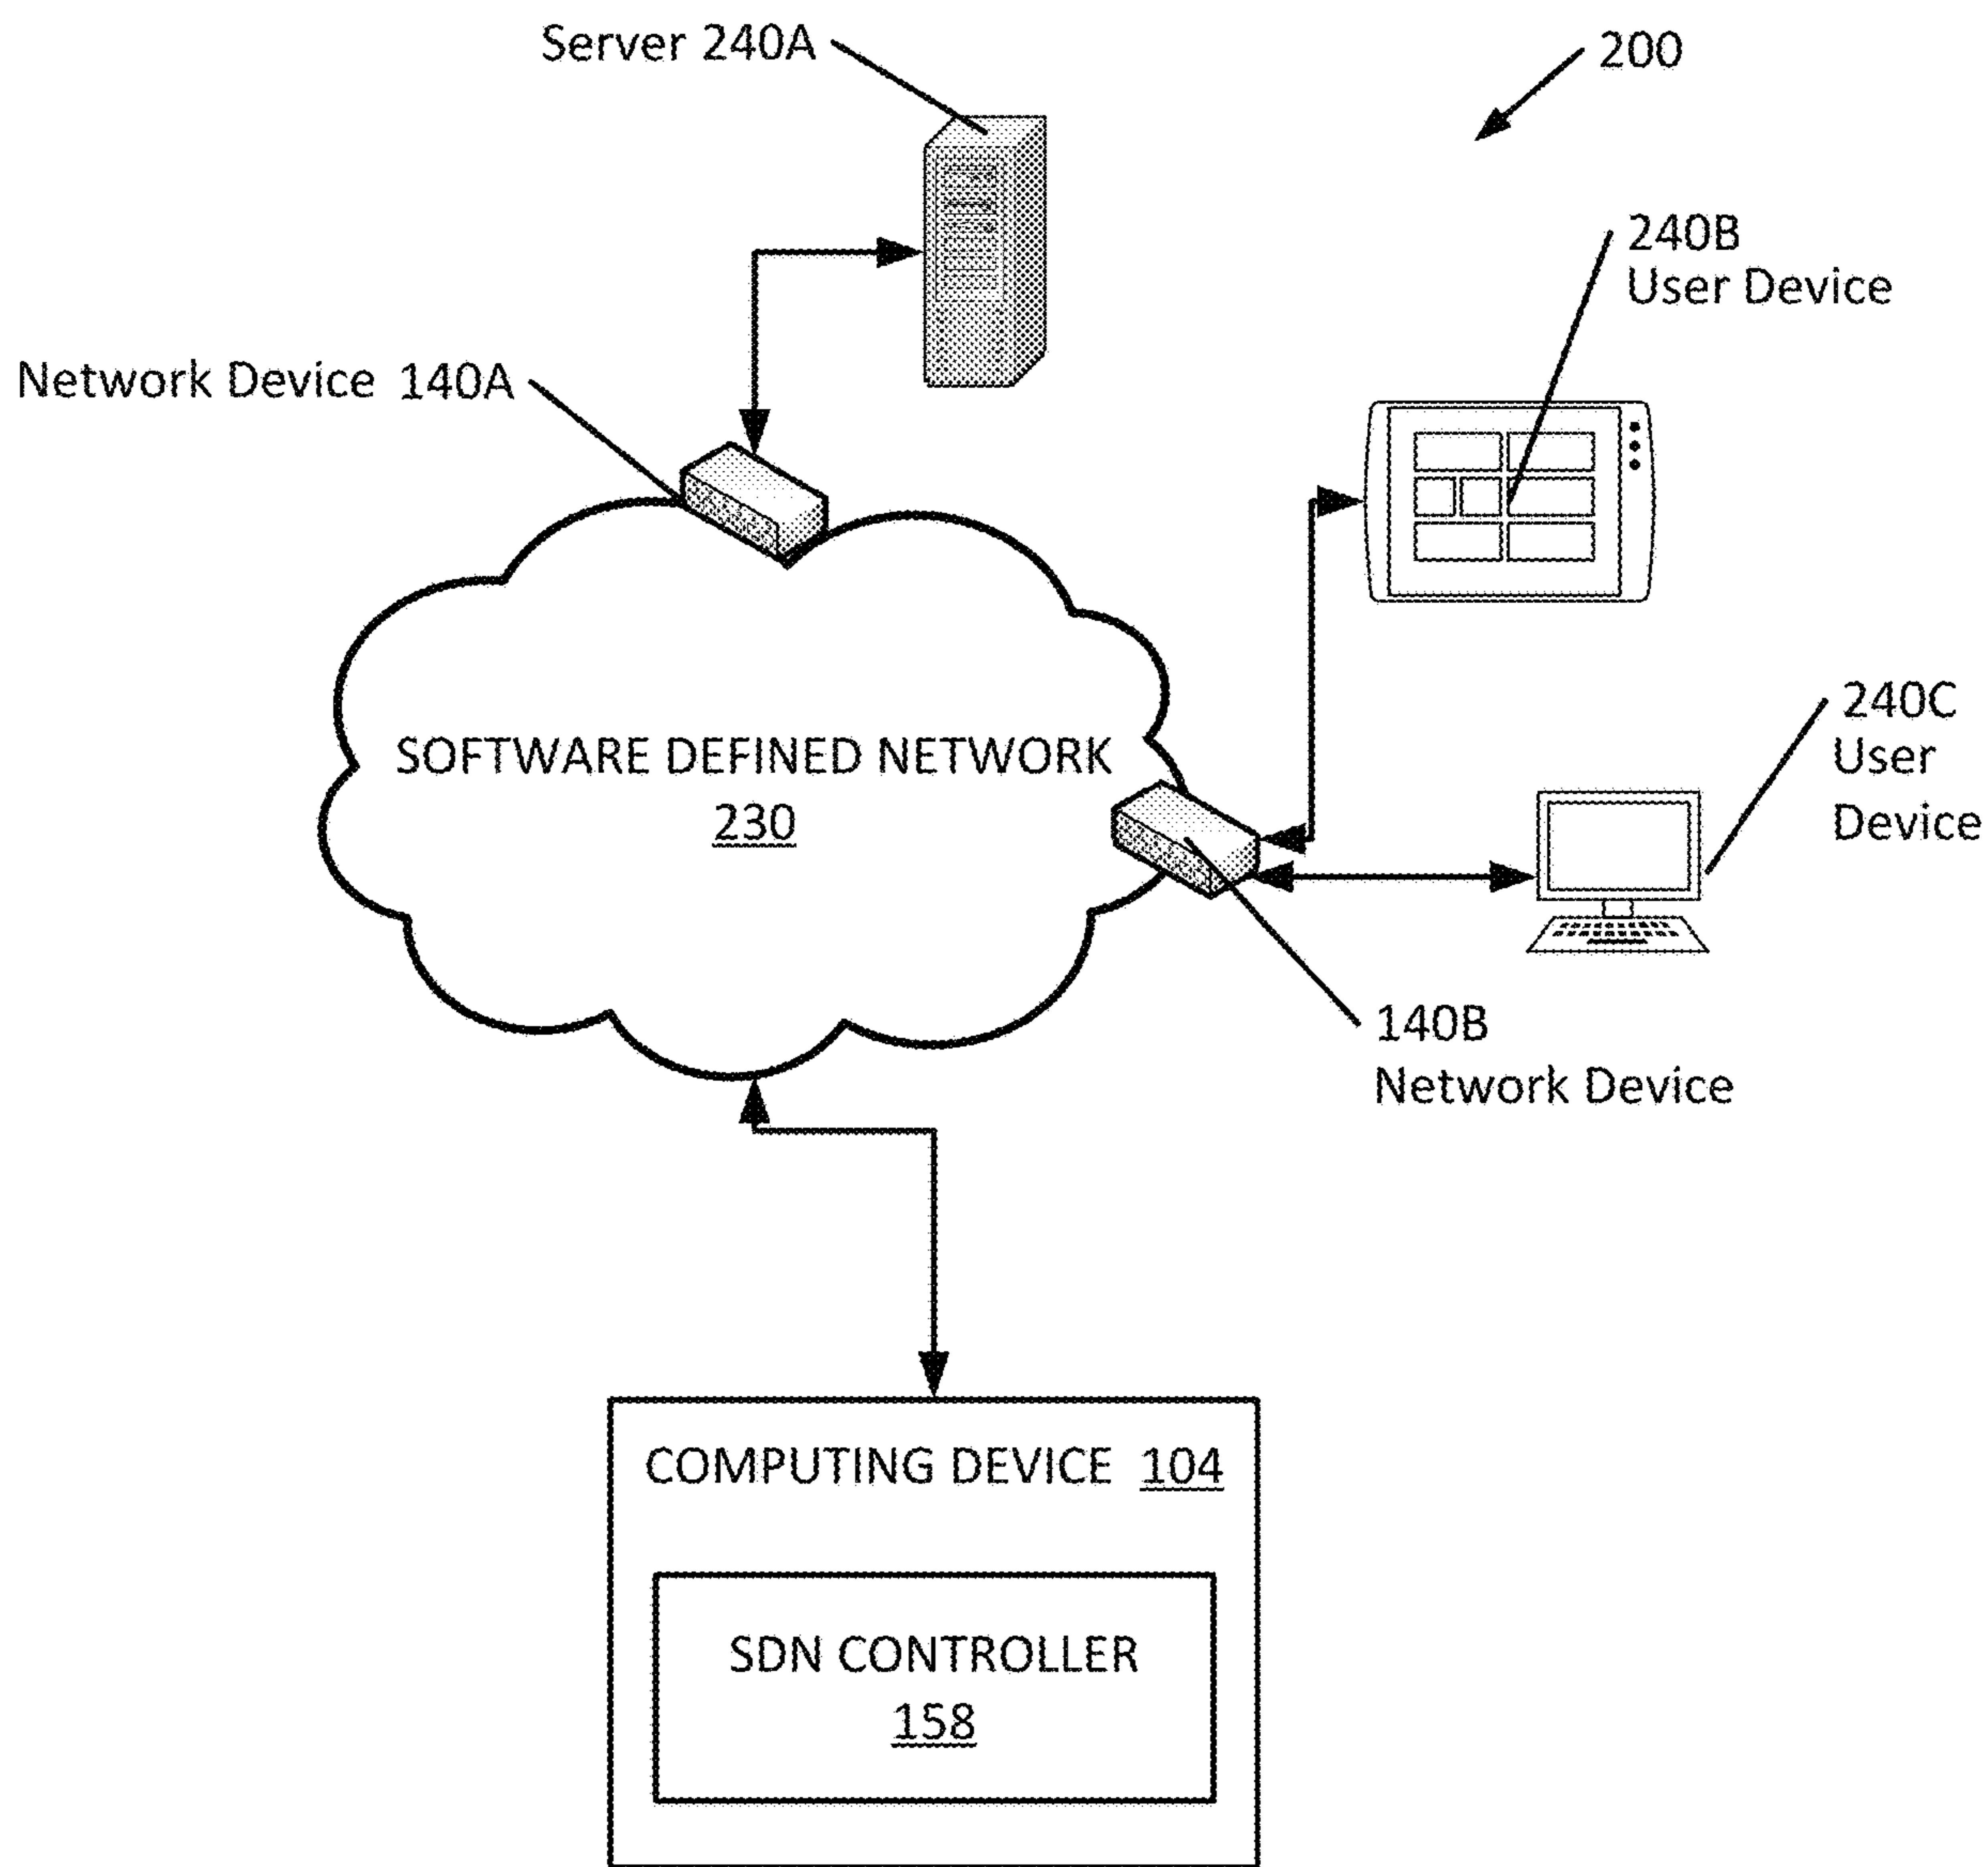 Server 240A
200
240B
User Device
Network Device 140A
240C
User
Device
SOFTWARE DEFINED NETWORK
230
140B
Network Device
COMPUTING DEVICE 104
SDN CONTROLLER
158